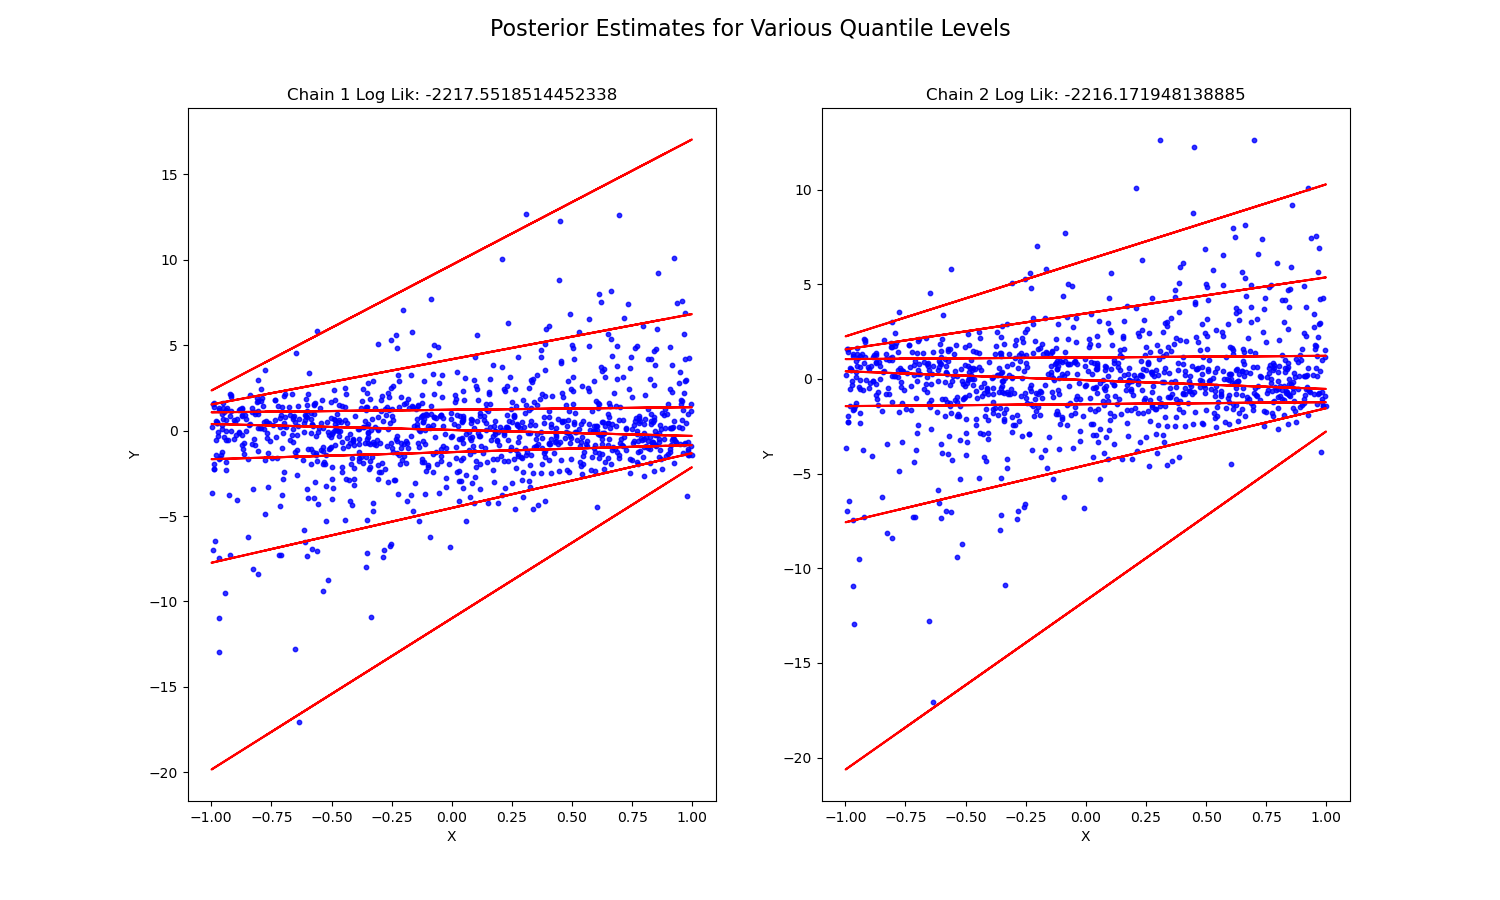 Posterior Estimates for Various Quantile Levels
Chain 1 Log Lik: -2217.5518514452338
Y
15
10
5
0
−5
−10
−15
−20
−1.00 −0.75 −0.50 −0.25 0.00 0.25 0.50 0.75 1.00
X
Chain 2 Log Lik: -2216.171948138885
Y
10
5
0
−5
−10
−15
−20
−1.00 −0.75 −0.50 −0.25 0.00 0.25 0.50 0.75 1.00
X